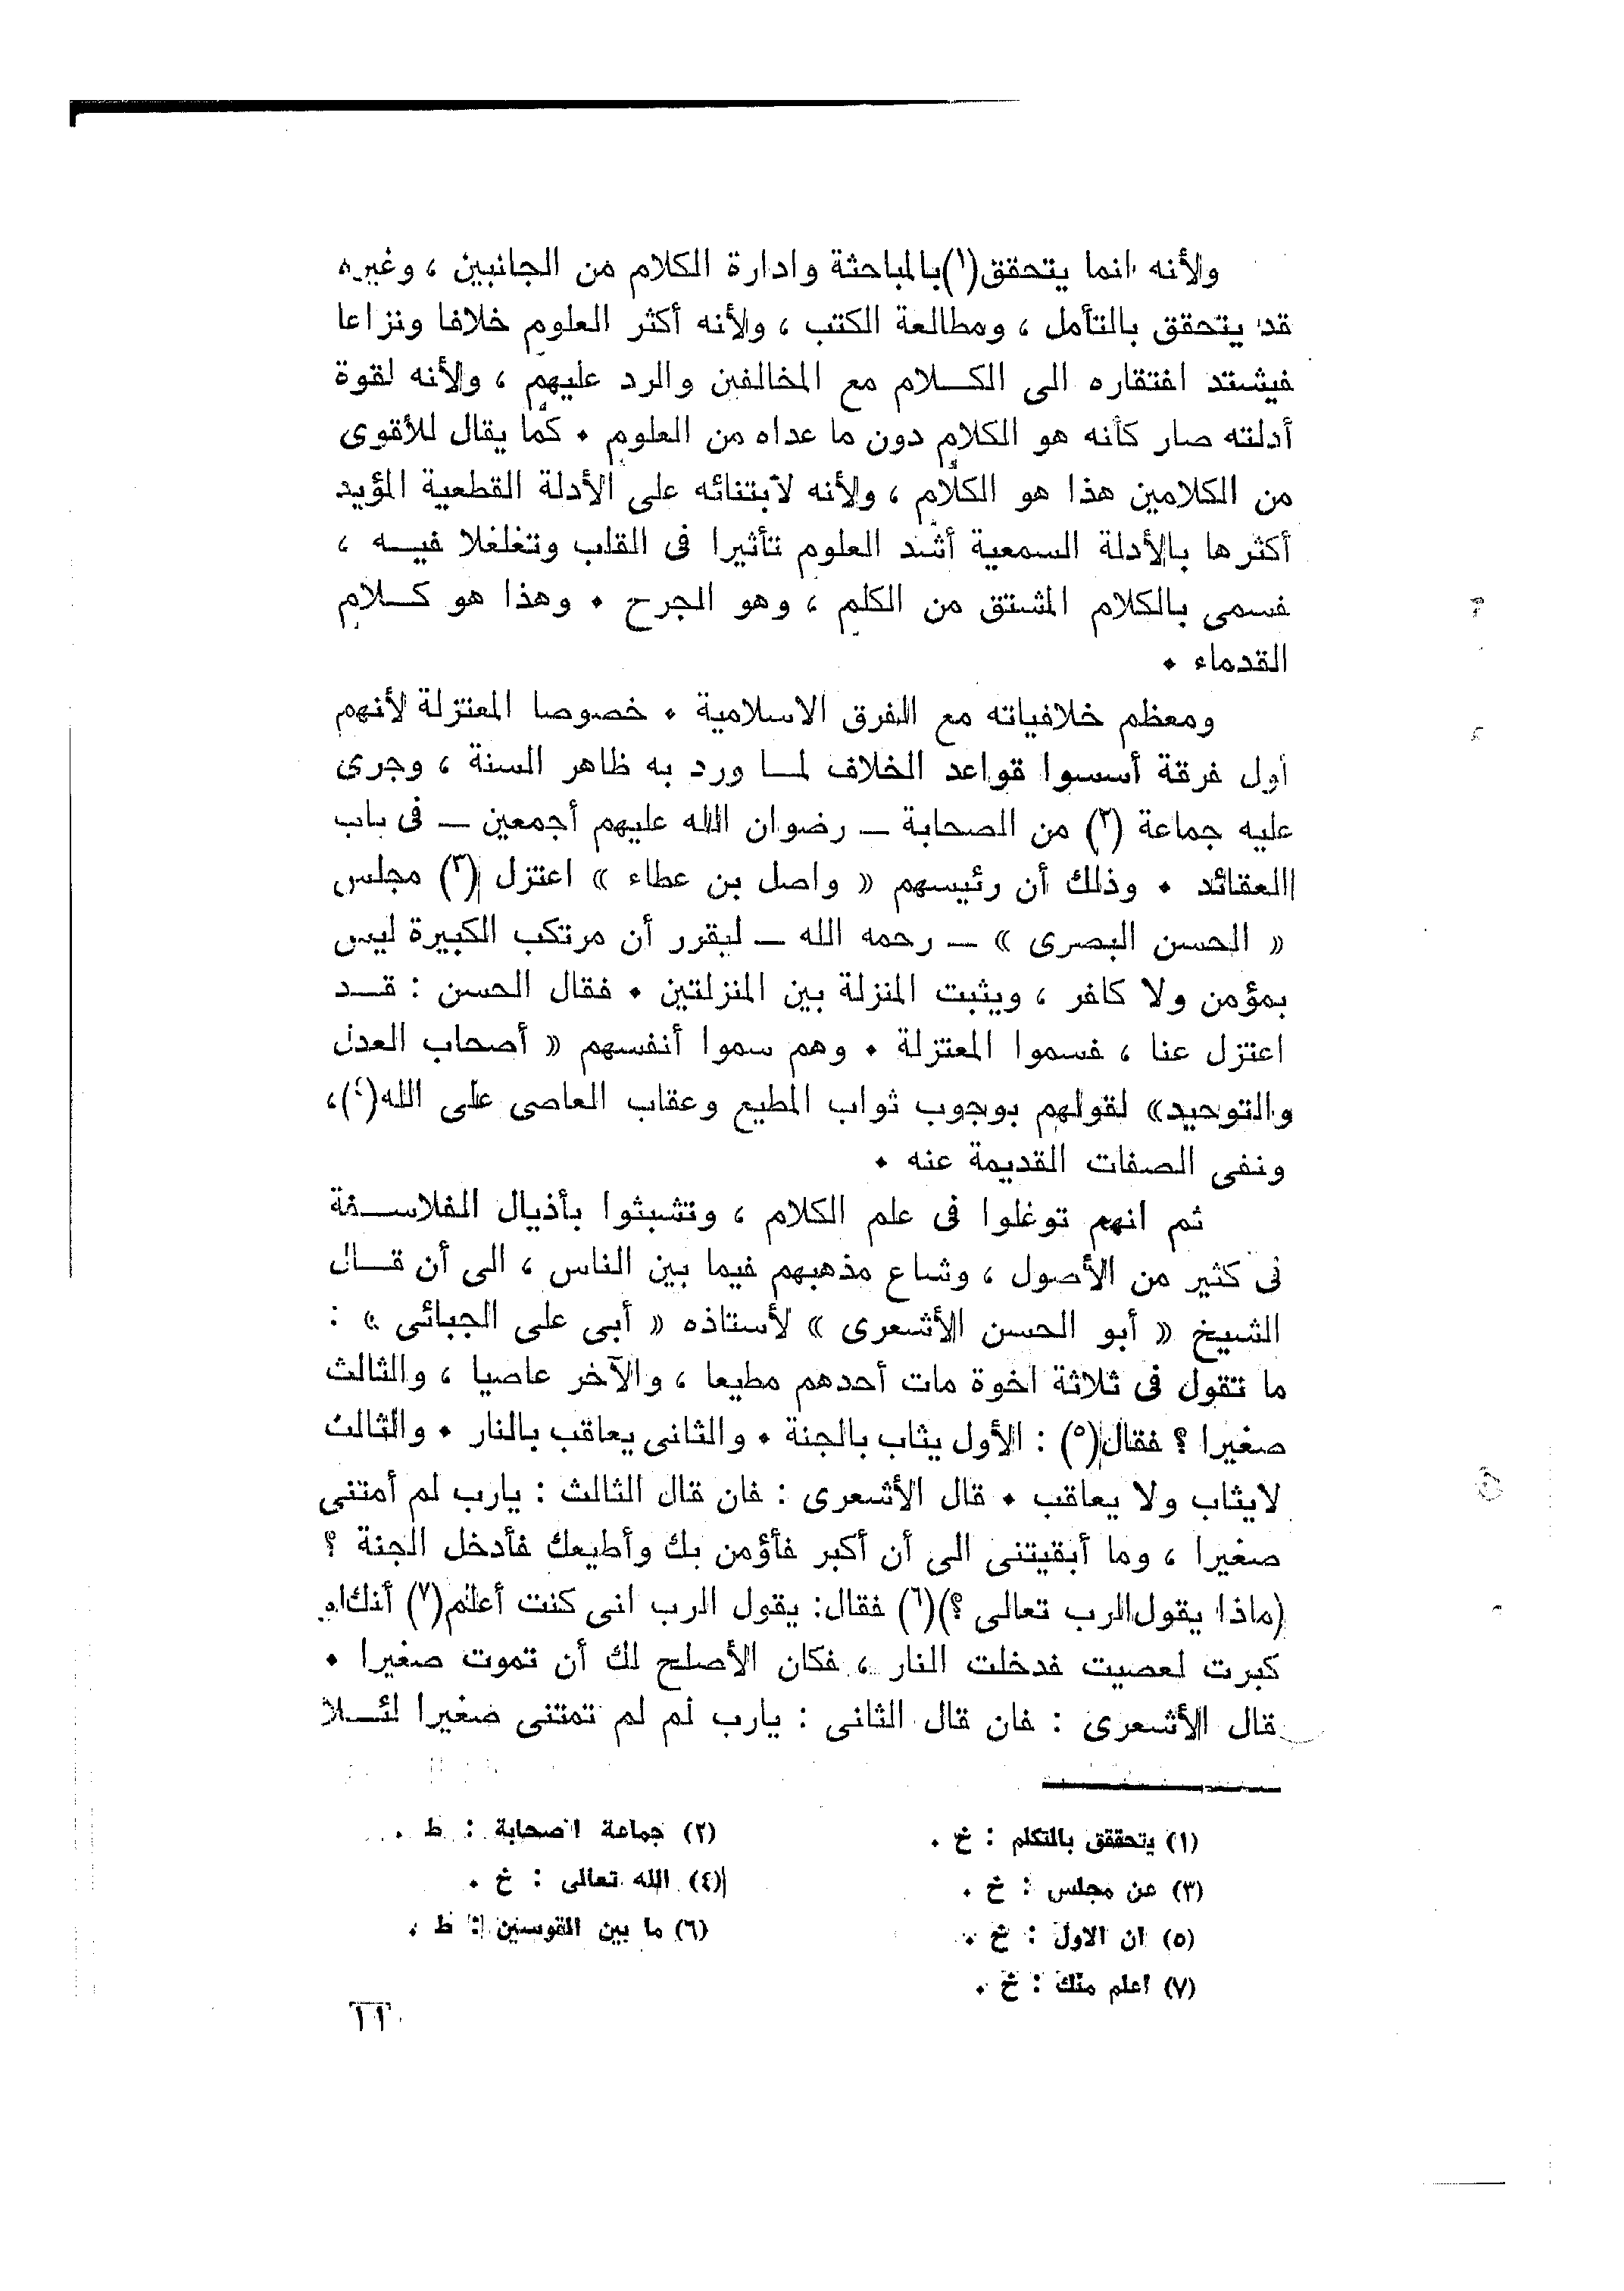 ولأنه انما يتحقق(١)بالمباحثة وادارة الكلام من الجانبين ، وغيره
قد يتحقق بالتأمل ، ومطالعة الكتب ، ولأنه أكثر العلوم خلافا ونزاعا
فيشتد افتقاره الى الكلام مع المخالفين والرد عليهم ، ولأنه لقوة
أدلته صار كأنه هو الكلام دون ما عداه من العلوم . كما يقال للأقوى
من الكلامين هذا هو الكلام ، ولأنه لابتنائه على الأدلة القطعية المؤيد
أكثرها بالأدلة السمعية أشد العلوم تأثيرا فى القلب وتغلغلا فيه ،
فسمى بالكلام المشتق من الكلم ، وهو الجرح . وهذا هو كلام
القدماء .
ومعظم خلافياته مع الفرق الاسلامية . خصوصا المعتزلة لأنهم
أول فرقة أسسوا قواعد الخلاف لما ورد به ظاهر السنة ، وجرى
عليه جماعة (٢) من الصحابة — رضوان الله عليهم أجمعين — فى باب
العقائد . وذلك أن رئيسهم « واصل بن عطاء » اعتزل (٣) مجلس
« الحسن البصرى » — رحمه الله — ليقرر أن مرتكب الكبيرة ليس
بمؤمن ولا كافر ، ويثبت المنزلة بين المنزلتين . فقال الحسن : قد
اعتزل عنا ، فسموا المعتزلة . وهم سموا أنفسهم « أصحاب العدل
والتوحيد» لقولهم بوجوب ثواب المطيع وعقاب العاصى على الله(٤)،
ونفى الصفات القديمة عنه .
ثم انهم توغلوا فى علم الكلام ، وتشبثوا بأذيال الفلاسفة
فى كثير من الأصول ، وشاع مذهبهم فيما بين الناس ، الى أن قال
الشيخ « أبو الحسن الأشعرى » لأستاذه « أبى على الجبائى » :
ما تقول فى ثلاثة اخوة مات أحدهم مطيعا ، والآخر عاصيا ، والثالث
صغيرا ؟ فقال(٥) : الأول يثاب بالجنة . والثانى يعاقب بالنار . والثالث
لايثاب ولا يعاقب . قال الأشعرى : فان قال الثالث : يارب لم أمتنى
صغيرا ، وما أبقيتنى الى أن أكبر فأؤمن بك وأطيعك فأدخل الجنة ؟
(ماذا يقول الرب تعالى ؟)(٦) فقال: يقول الرب انى كنت أعلم(٧) أنك لو
كبرت لعصيت فدخلت النار ، فكان الأصلح لك أن تموت صغيرا .
قال الأشعرى : فان قال الثانى : يارب لم لم تمتنى صغيرا لئلا
(١) يتحققق بالتكلم : خ .
(٢) جماعة الصحابة : ط .
(٣) عن مجلس : خ .
(٤) الله تعالى : خ .
(٥) ان الاول : خ .
(٦) ما بين القوسين : ط .
(٧) أعلم منك : خ .
١١